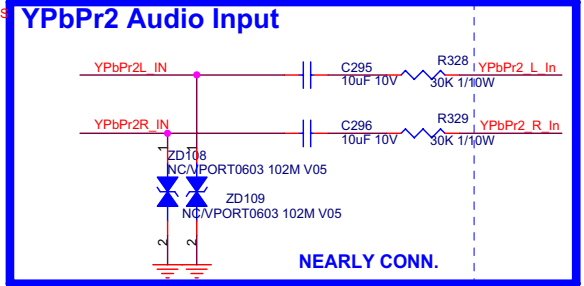 S
YPbPr2 Audio Input
YPbPr2L_IN
C295
10uF 10V
R328
30K 1/10W
YPbPr2_L_In
YPbPr2R_IN
C296
10uF 10V
R329
30K 1/10W
YPbPr2_R_In
1
1
ZD108
NC/VPORT0603 102M V05
ZD109
NC/VPORT0603 102M V05
2
2
NEARLY CONN.